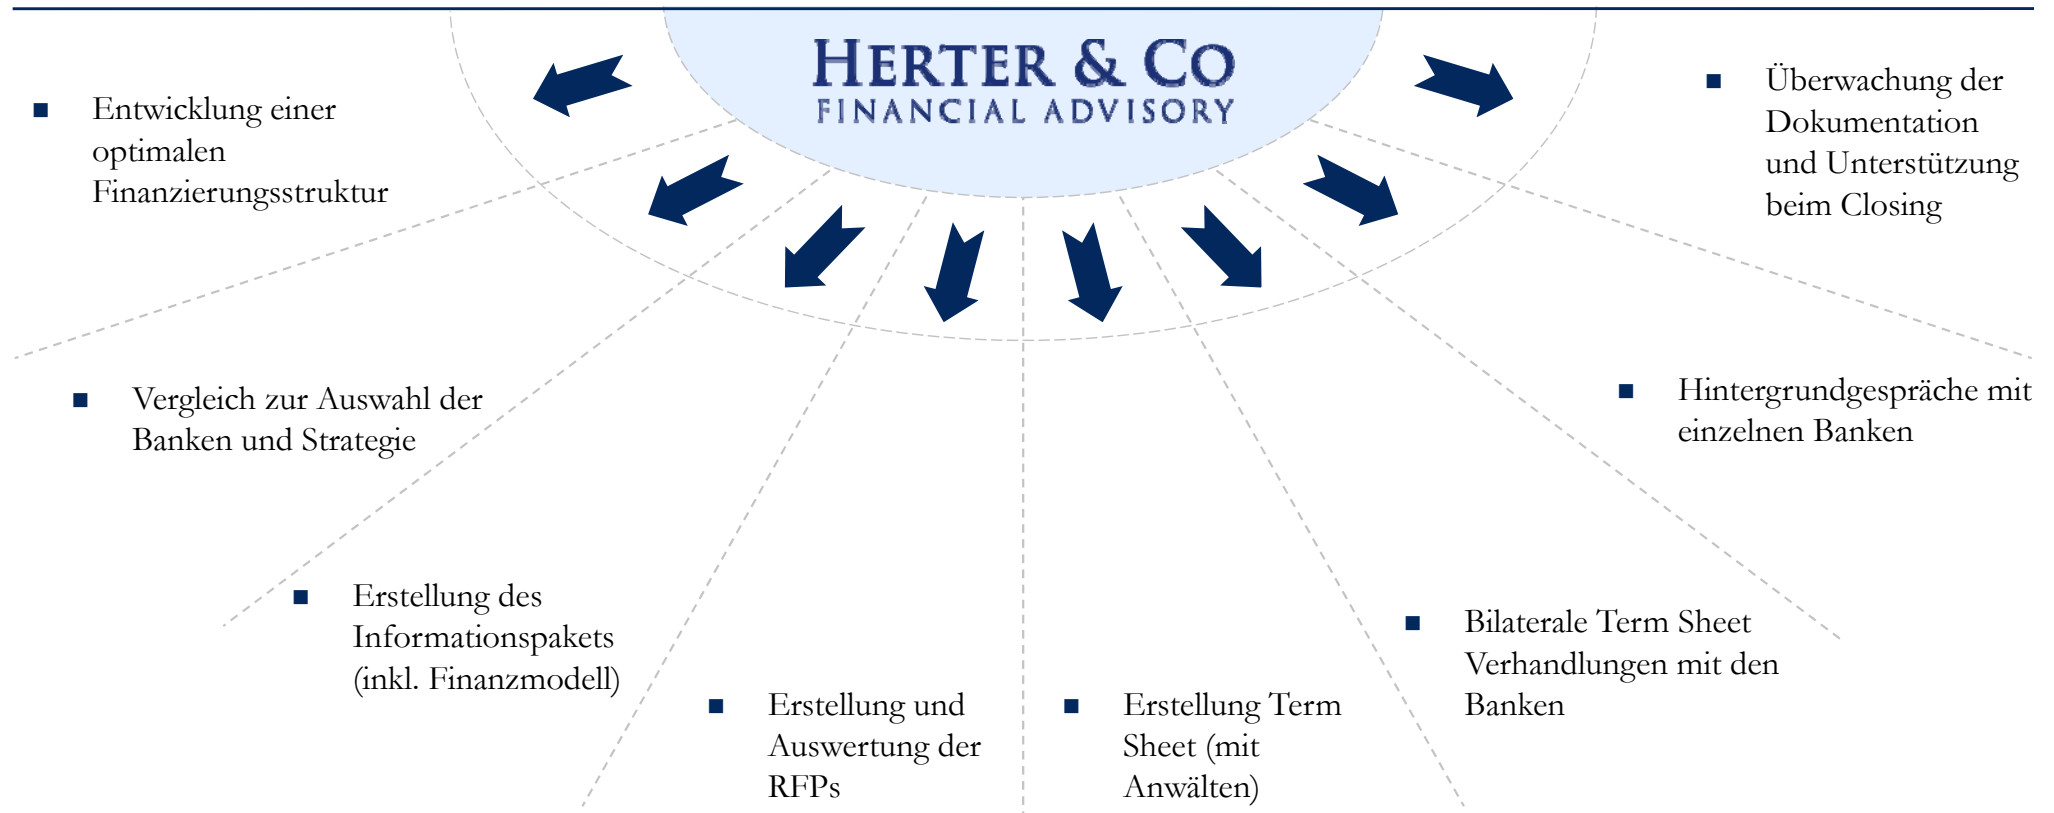 HERTER & CO
FINANCIAL ADVISORY
Entwicklung einer
optimalen
Finanzierungsstruktur
Vergleich zur Auswahl der
Banken und Strategie
Erstellung des
Informationspakets
(inkl. Finanzmodell)
Erstellung und
Auswertung der
RFPs
Erstellung Term
Sheet (mit
Anwälten)
Bilaterale Term Sheet
Verhandlungen mit den
Banken
Hintergrundgespräche mit
einzelnen Banken
Überwachung der
Dokumentation
und Unterstützung
beim Closing